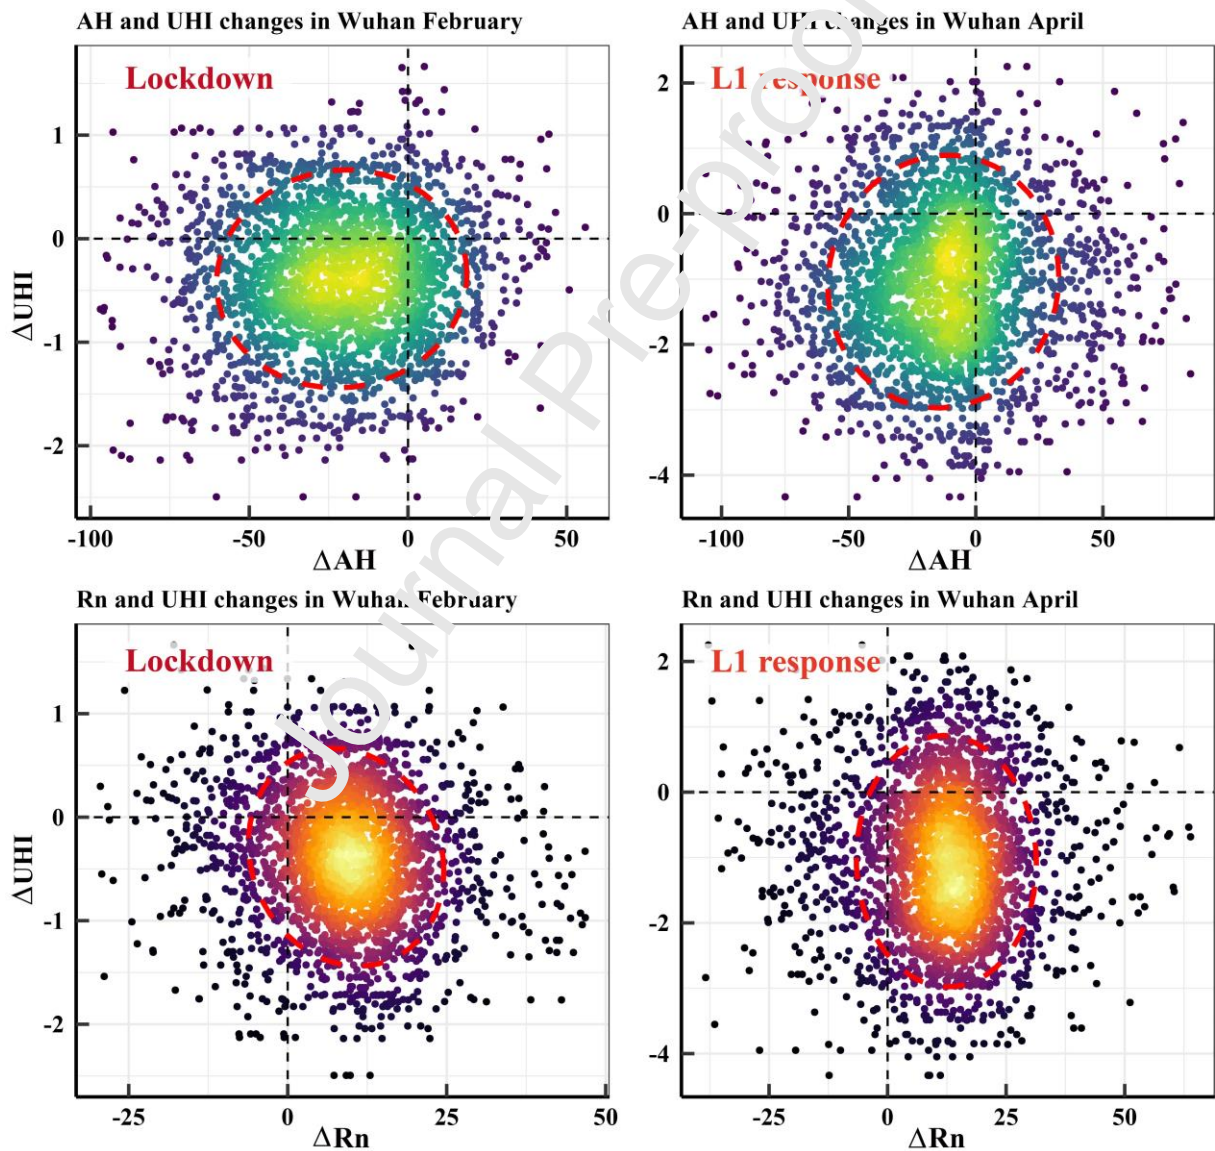 AH and UHI changes in Wuhan February
AH and UHI changes in Wuhan April
Lockdown
L1 response
1
0
-1
-2
ΔUHI
2
0
-2
-4
-100
-50
0
50
ΔAH
-100
-50
0
50
ΔAH
Rn and UHI changes in Wuhan February
Rn and UHI changes in Wuhan April
Lockdown
L1 response
1
0
-1
-2
ΔUHI
2
0
-2
-4
-25
0
25
50
ΔRn
-25
0
25
50
ΔRn
Journal Pre-proo